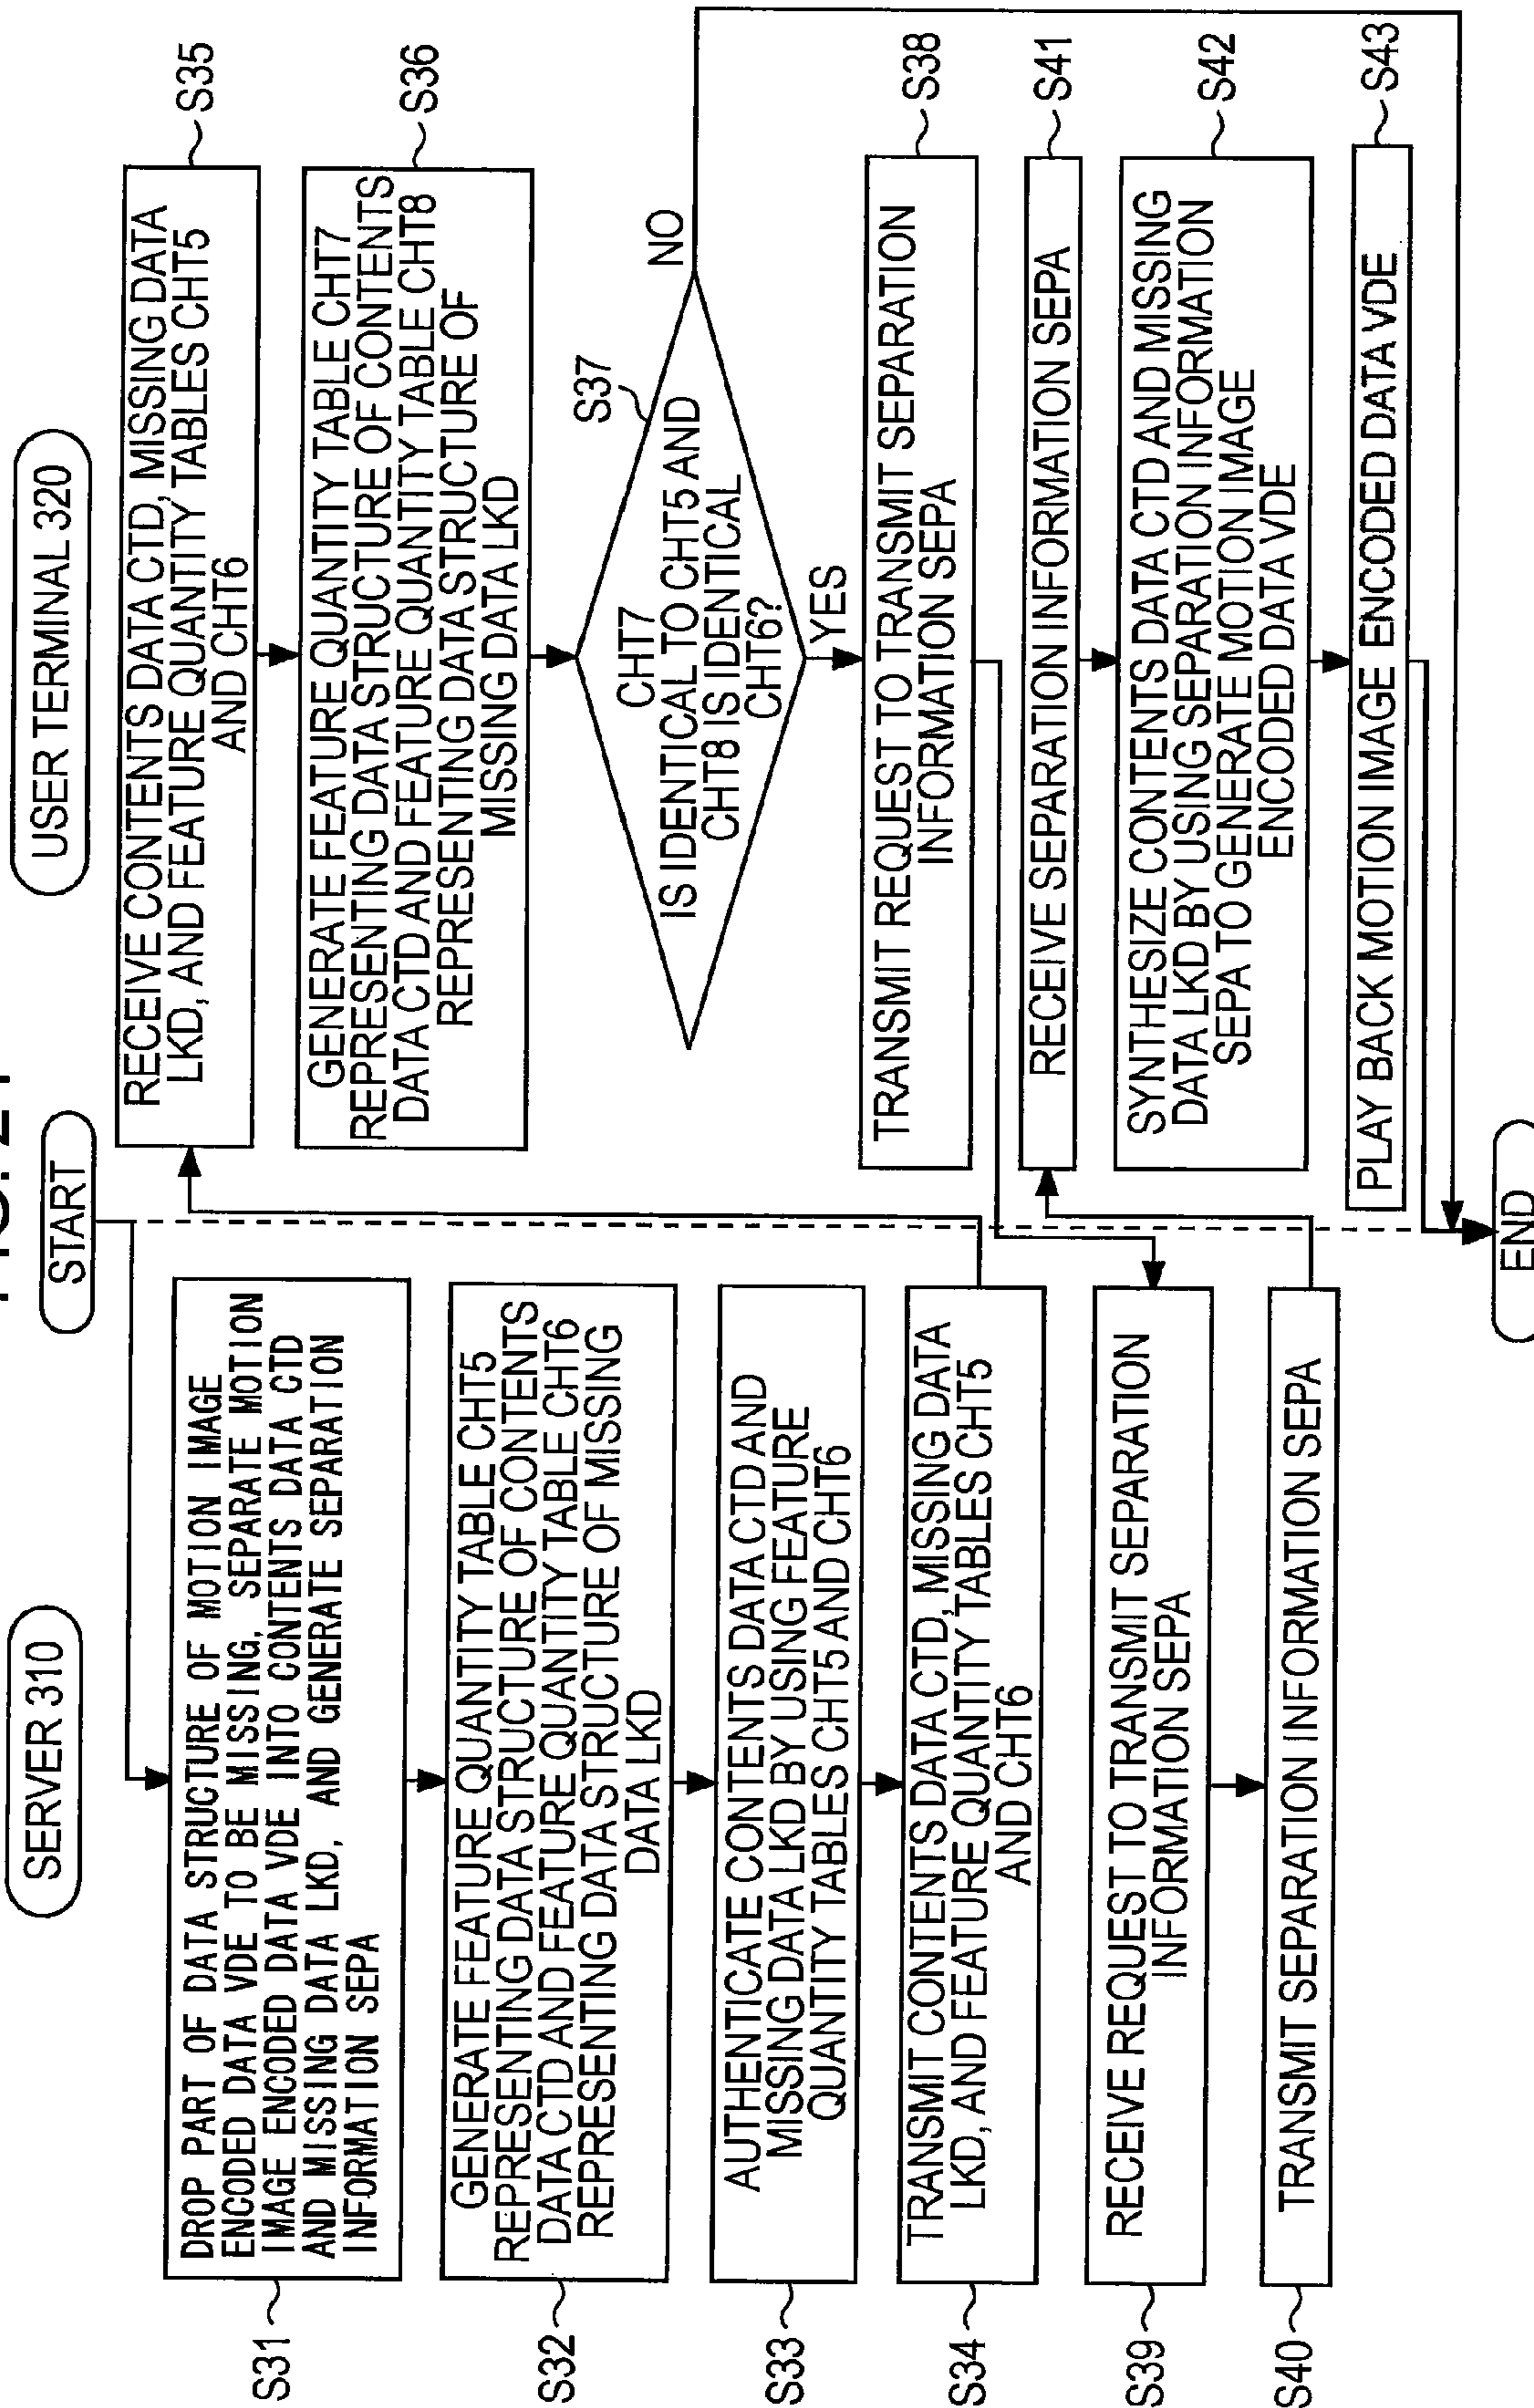 START
SERVER 310
S31
DROP PART OF DATA STRUCTURE OF MOTION IMAGE
ENCODED DATA VDE TO BE MISSING, SEPARATE MOTION
IMAGE ENCODED DATA VDE INTO CONTENTS DATA CTD
AND MISSING DATA LKD, AND GENERATE SEPARATION
INFORMATION SEPA
S32
GENERATE FEATURE QUANTITY TABLE CHT5
REPRESENTING DATA STRUCTURE OF CONTENTS
DATA CTD AND FEATURE QUANTITY TABLE CHT6
REPRESENTING DATA STRUCTURE OF MISSING
DATA LKD
S33
AUTHENTICATE CONTENTS DATA CTD AND
MISSING DATA LKD BY USING FEATURE
QUANTITY TABLES CHT5 AND CHT6
S34
TRANSMIT CONTENTS DATA CTD, MISSING DATA
LKD, AND FEATURE QUANTITY TABLES CHT5
AND CHT6
S39
RECEIVE REQUEST TO TRANSMIT SEPARATION
INFORMATION SEPA
S40
TRANSMIT SEPARATION INFORMATION SEPA
USER TERMINAL 320
RECEIVE CONTENTS DATA CTD, MISSING DATA
LKD, AND FEATURE QUANTITY TABLES CHT5
AND CHT6
S35
GENERATE FEATURE QUANTITY TABLE CHT7
REPRESENTING DATA STRUCTURE OF CONTENTS
DATA CTD AND FEATURE QUANTITY TABLE CHT8
REPRESENTING DATA STRUCTURE OF
MISSING DATA LKD
S36
S37
CHT7
IS IDENTICAL TO CHT5 AND
CHT8 IS IDENTICAL
CHT6?
NO
YES
TRANSMIT REQUEST TO TRANSMIT SEPARATION
INFORMATION SEPA
S38
RECEIVE SEPARATION INFORMATION SEPA
S41
SYNTHESIZE CONTENTS DATA CTD AND MISSING
DATA LKD BY USING SEPARATION INFORMATION
SEPA TO GENERATE MOTION IMAGE
ENCODED DATA VDE
S42
PLAY BACK MOTION IMAGE ENCODED DATA VDE
S43
END